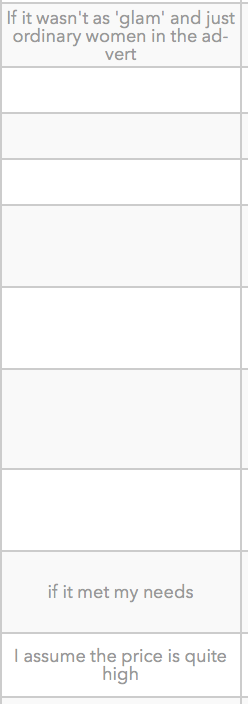 If it wasn't as 'glam' and just
ordinary women in the ad-
vert
if it met my needs
I assume the price is quite
high